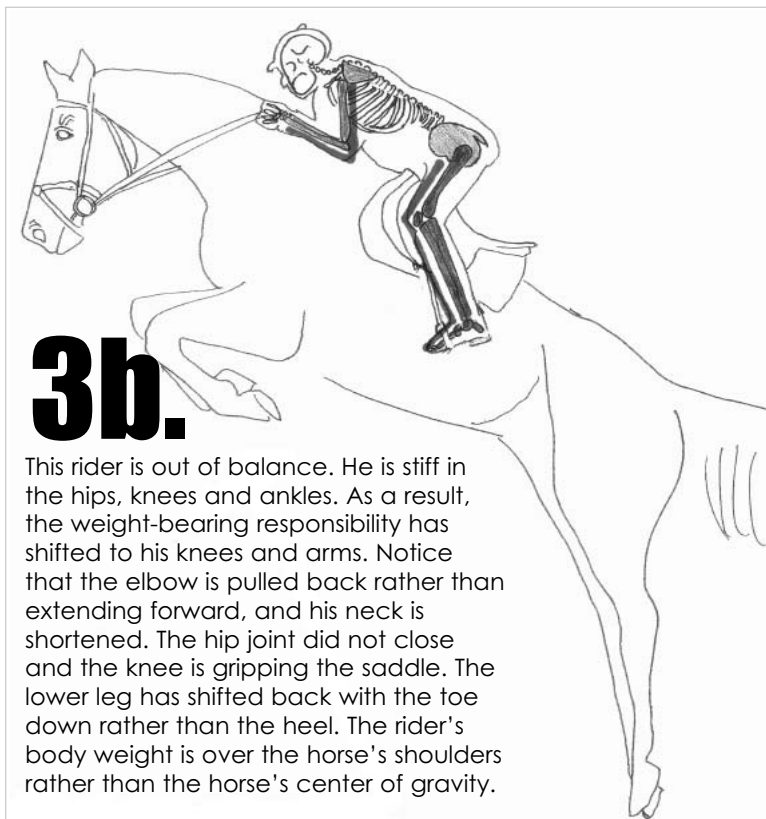 3b.
This rider is out of balance. He is stiff in
the hips, knees and ankles. As a result,
the weight-bearing responsibility has
shifted to his knees and arms. Notice
that the elbow is pulled back rather than
extending forward, and his neck is
shortened. The hip joint did not close
and the knee is gripping the saddle. The
lower leg has shifted back with the toe
down rather than the heel. The rider’s
body weight is over the horse’s shoulders
rather than the horse’s center of gravity.